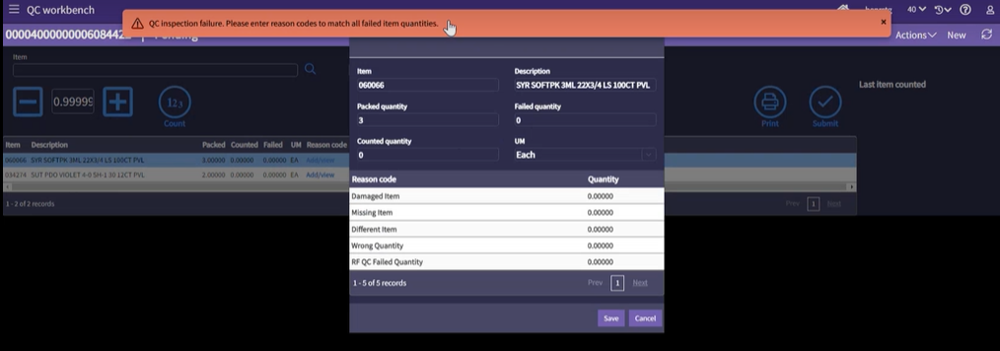 QC workbench
QC inspection failure. Please enter reason codes to match all failed item quantities.
40
Actions
New
Item
Item
060066
Description
SYR SOFTPK 3ML 22X3/4 LS 100CT PVL
Packed quantity
3
Failed quantity
0
Counted quantity
0
UM
Each
0.99999
123
Count
Print
Submit
Last Item counted
Item Description Packed Counted Failed UM Reason code
060066 SYR SOFTPK 3ML 22X3/4 LS 100CT PVL 3.00000 0.00000 0.00000 EA Add/view
034274 SUT PDO VIOLET 4-0 SH-1 30 12CT PVL 2.00000 0.00000 0.00000 EA Add/view
1 - 2 of 2 records
Prev 1 Next
Reason code Quantity
Damaged Item 0.00000
Missing Item 0.00000
Different Item 0.00000
Wrong Quantity 0.00000
RF QC Failed Quantity 0.00000
1 - 5 of 5 records
Prev 1 Next
Save
Cancel